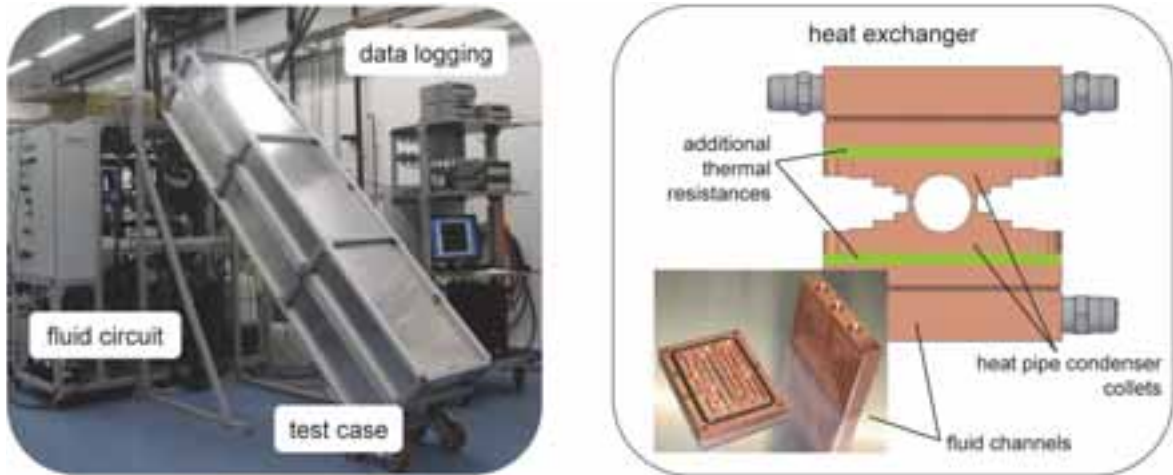 data logging
fluid circuit
test case
heat exchanger
additional
thermal
resistances
heat pipe condenser
collets
fluid channels